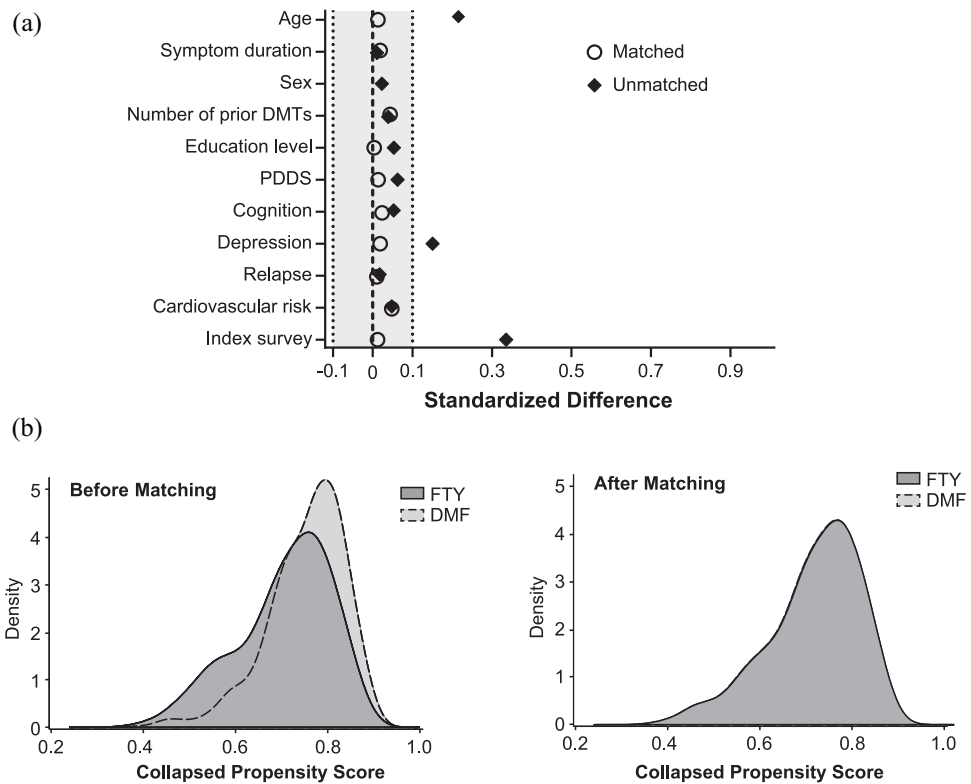 (a)
Age
Symptom duration
Sex
Number of prior DMTs
Education level
PDDS
Cognition
Depression
Relapse
Cardiovascular risk
Index survey
Matched
Unmatched
-0.1 0 0.1 0.3 0.5 0.7 0.9
Standardized Difference
(b)
Before Matching
FTY
DMF
5
4
3
2
1
0
Density
0.2 0.4 0.6 0.8 1.0
Collapsed Propensity Score
After Matching
FTY
DMF
5
4
3
2
1
0
Density
0.2 0.4 0.6 0.8 1.0
Collapsed Propensity Score